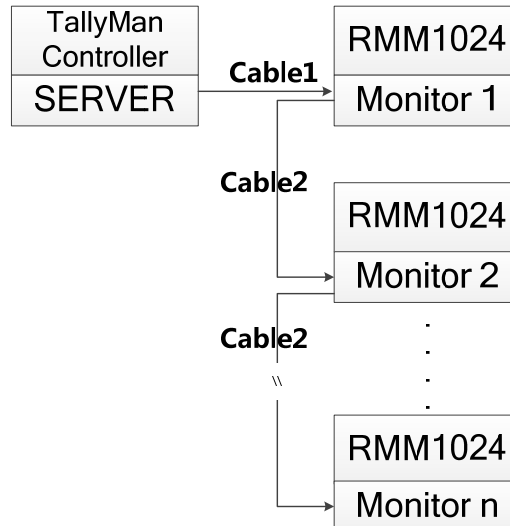 TallyMan
Controller
SERVER
Cable1
RMM1024
Monitor 1
Cable2
RMM1024
Monitor 2
Cable2
\\
RMM1024
Monitor n